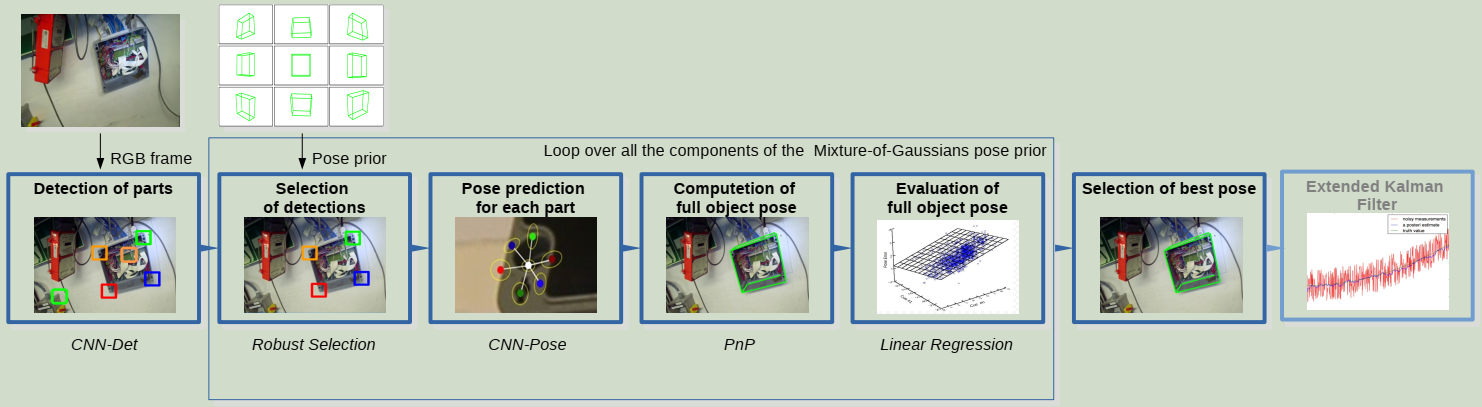 RGB frame
Pose prior
Loop over all the components of the Mixture-of-Gaussians pose prior
Detection of parts
CNN-Det
Selection
of detections
Robust Selection
Pose prediction
for each part
CNN-Pose
Computetion of
full object pose
PnP
Evaluation of
full object pose
Linear Regression
Selection of best pose
Extended Kalman
Filter
noisy measurements
a posteri estimate
truth value